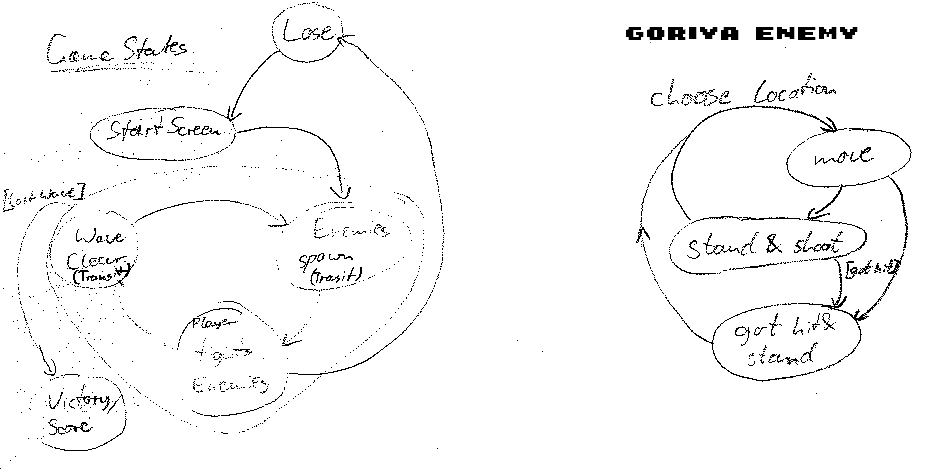 Game States
Lose
Start Screen
[Last Wave]
Wave
Clear
(Transit)
Enemies
spawn
(Transit)
Player
fights
Enemies
Victory/
Score
GORIYA ENEMY
choose location
move
stand & shoot
[got hit]
got hit &
stand